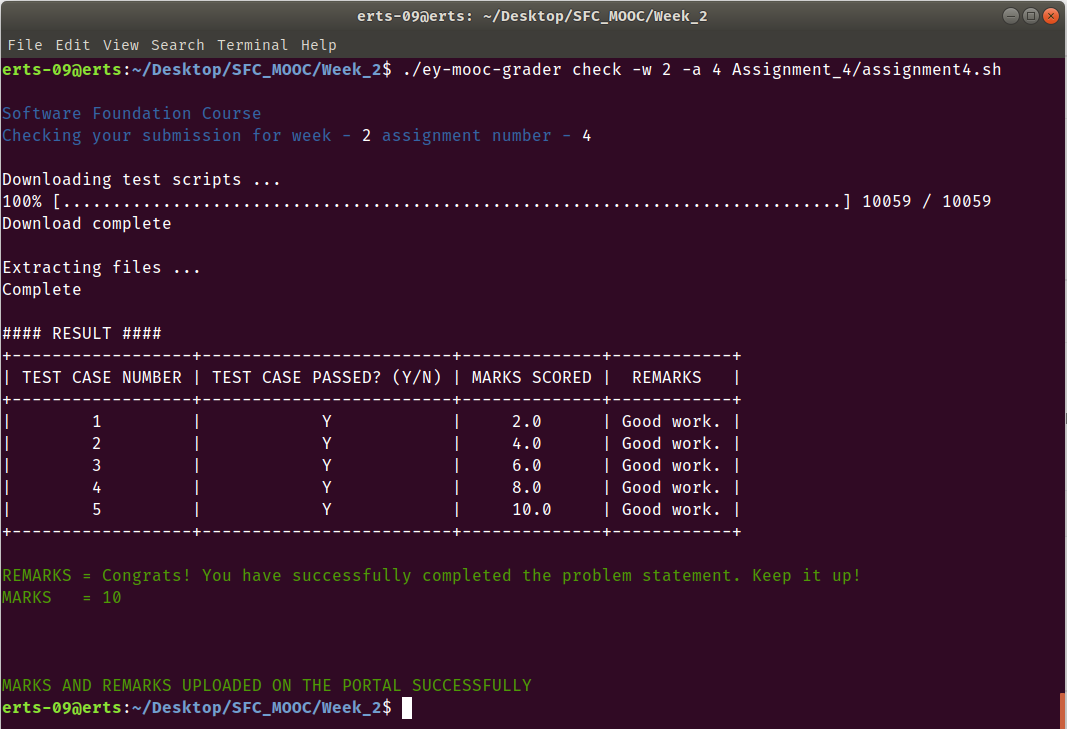 erts-09@erts: ~/Desktop/SFC_MOOC/Week_2
File Edit View Search Terminal Help
erts-09@erts:~/Desktop/SFC_MOOC/Week_2$ ./ey-mooc-grader check -w 2 -a 4 Assignment_4/assignment4.sh
Software Foundation Course
Checking your submission for week - 2 assignment number - 4
Downloading test scripts ...
100% [..............................................................................] 10059 / 10059
Download complete
Extracting files ...
Complete
#### RESULT ####
+------------------+-------------------------+--------------+------------+
| TEST CASE NUMBER | TEST CASE PASSED? (Y/N) | MARKS SCORED |  REMARKS   |
+------------------+-------------------------+--------------+------------+
|        1         |            Y            |     2.0      | Good work. |
|        2         |            Y            |     4.0      | Good work. |
|        3         |            Y            |     6.0      | Good work. |
|        4         |            Y            |     8.0      | Good work. |
|        5         |            Y            |     10.0     | Good work. |
+------------------+-------------------------+--------------+------------+
REMARKS = Congrats! You have successfully completed the problem statement. Keep it up!
MARKS   = 10
MARKS AND REMARKS UPLOADED ON THE PORTAL SUCCESSFULLY
erts-09@erts:~/Desktop/SFC_MOOC/Week_2$